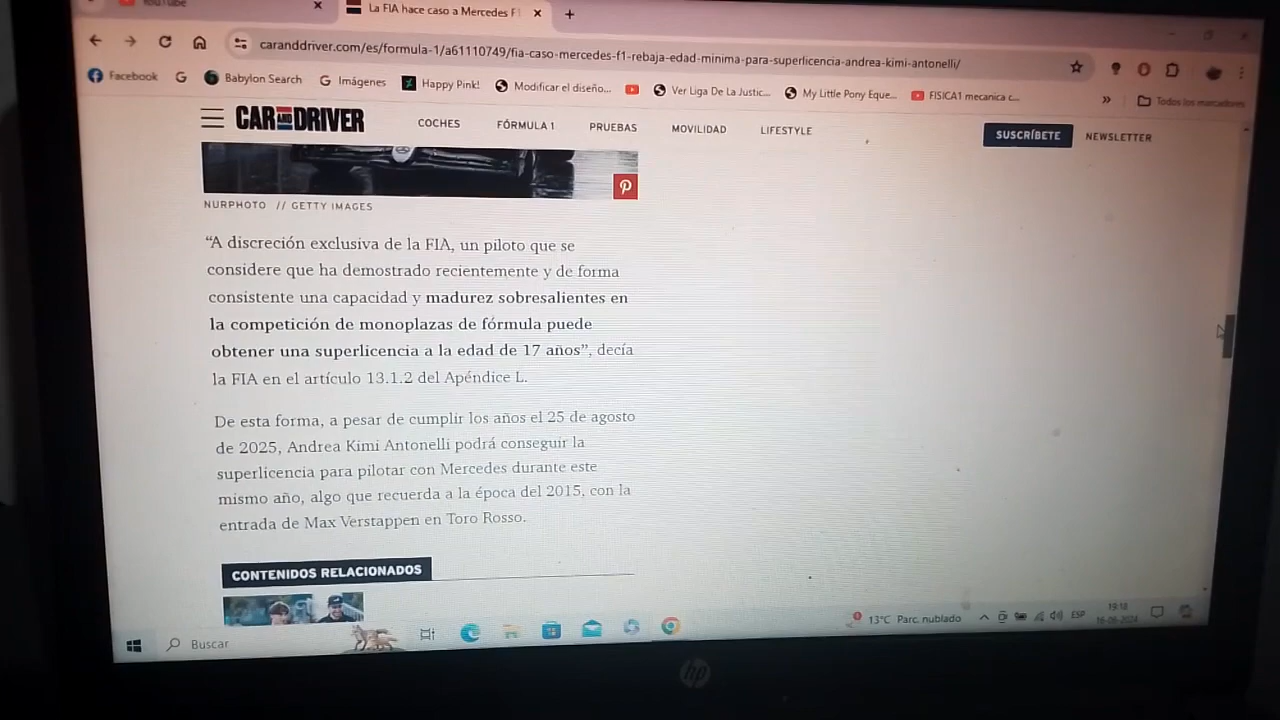 YouTube
La FIA hace caso a Mercedes F1
caranddriver.com/es/formula-1/a61110749/fia-caso-mercedes-f1-rebaja-edad-minima-para-superlicencia-andrea-kimi-antonelli/
Facebook
Babylon Search
Imágenes
Happy Pink!
Modificar el diseño...
Ver Liga De La Justic...
My Little Pony Eque...
FISICA1 mecanica c...
Todos los marcadores
CAR AND DRIVER
COCHES
FÓRMULA 1
PRUEBAS
MOVILIDAD
LIFESTYLE
SUSCRÍBETE
NEWSLETTER
NURPHOTO // GETTY IMAGES
“A discreción exclusiva de la FIA, un piloto que se
considere que ha demostrado recientemente y de forma
consistente una capacidad y madurez sobresalientes en
la competición de monoplazas de fórmula puede
obtener una superlicencia a la edad de 17 años”, decía
la FIA en el artículo 13.1.2 del Apéndice L.
De esta forma, a pesar de cumplir los años el 25 de agosto
de 2025, Andrea Kimi Antonelli podrá conseguir la
superlicencia para pilotar con Mercedes durante este
mismo año, algo que recuerda a la época del 2015, con la
entrada de Max Verstappen en Toro Rosso.
CONTENIDOS RELACIONADOS
Buscar
13°C Parc. nublado
ESP
19:18
16-06-2024
hp